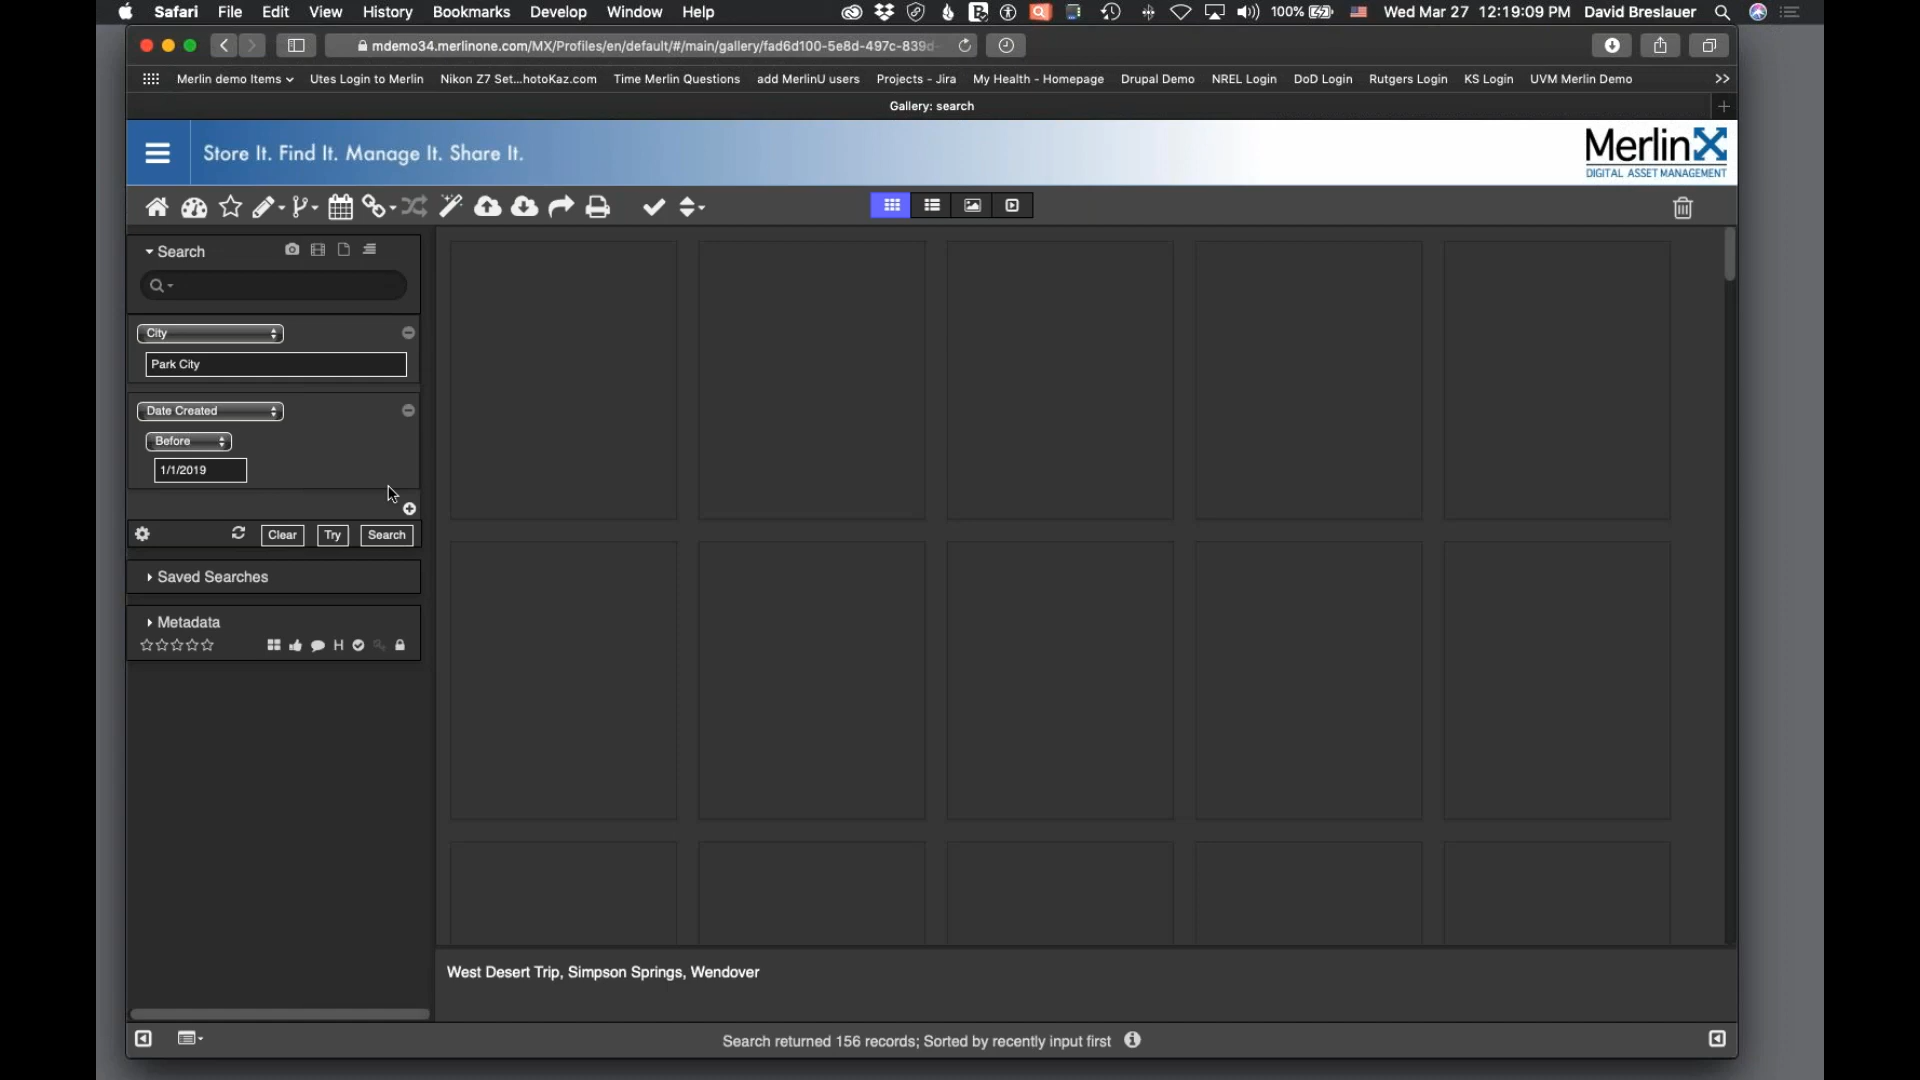 Safari File Edit View History Bookmarks Develop Window Help 100% Wed Mar 27 12:19:09 PM David Breslauer
mdemo34.merlinone.com/MX/Profiles/en/default/#/main/gallery/fad6d100-5e8d-497c-839d-
Merlin demo Items Utes Login to Merlin Nikon Z7 Set...hotoKaz.com Time Merlin Questions add MerlinU users Projects - Jira My Health - Homepage Drupal Demo NREL Login DoD Login Rutgers Login KS Login UVM Merlin Demo >>
Gallery: search
Store It. Find It. Manage It. Share It.
MerlinX
DIGITAL ASSET MANAGEMENT
Search
City
Park City
Date Created
Before
1/1/2019
Clear Try Search
Saved Searches
Metadata
H
West Desert Trip, Simpson Springs, Wendover
Search returned 156 records; Sorted by recently input first